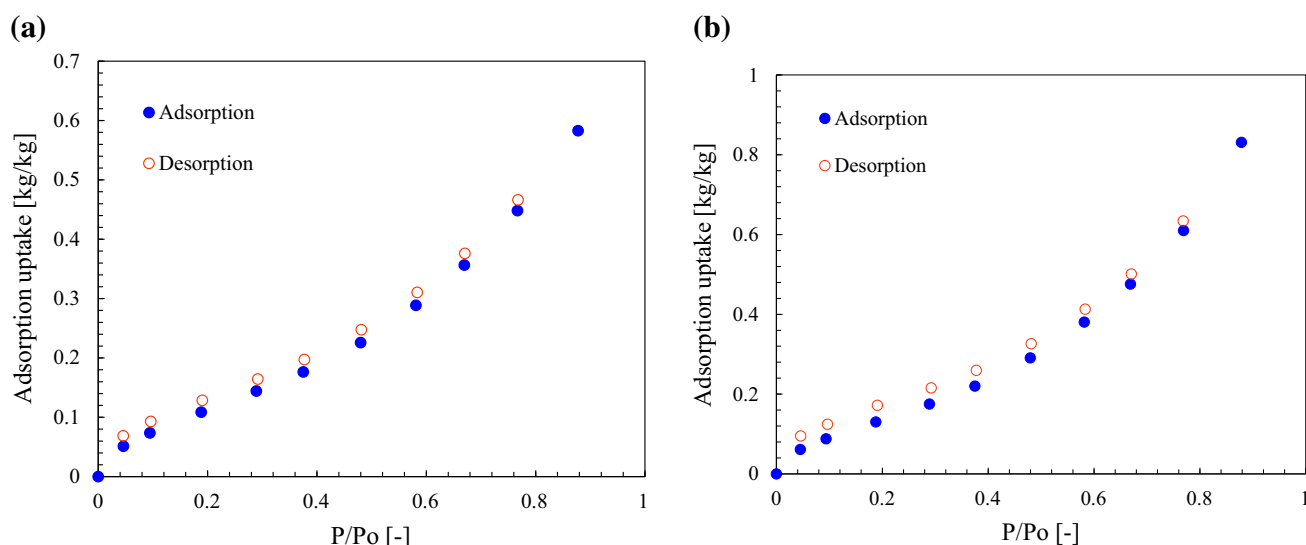 (a)
Adsorption uptake [kg/kg]
0.7
0.6
0.5
0.4
0.3
0.2
0.1
0
Adsorption
Desorption
0 0.2 0.4 0.6 0.8 1
P/Po [-]
(b)
Adsorption uptake [kg/kg]
1
0.8
0.6
0.4
0.2
0
Adsorption
Desorption
0 0.2 0.4 0.6 0.8 1
P/Po [-]